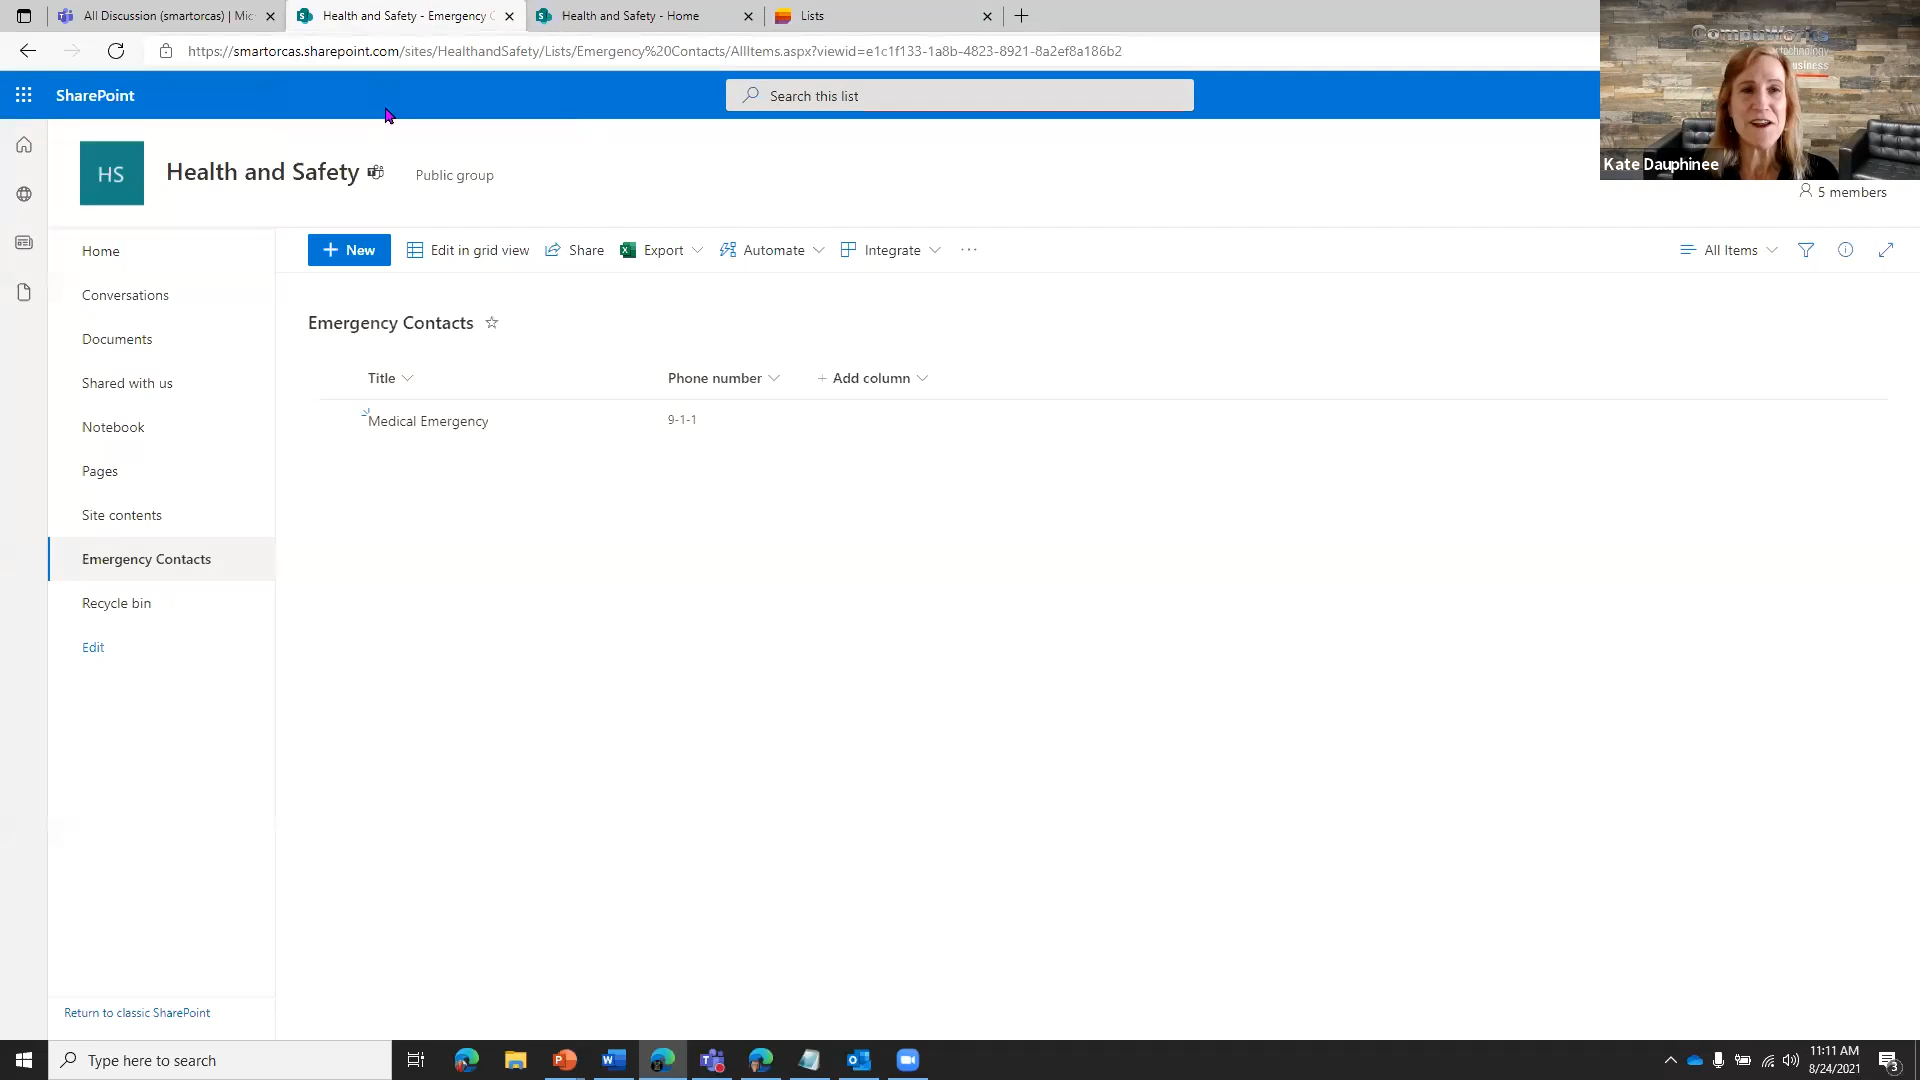 All Discussion (smartorcas) | Mic
Health and Safety - Emergency C
Health and Safety - Home
Lists
https://smartorcas.sharepoint.com/sites/HealthandSafety/Lists/Emergency%20Contacts/AllItems.aspx?viewid=e1c1f133-1a8b-4823-8921-8a2ef8a186b2
CompuWorks
technology
usiness
Kate Dauphinee
SharePoint
Search this list
HS
Health and Safety
Public group
5 members
New
Edit in grid view
Share
Export
Automate
Integrate
All Items
Home
Conversations
Documents
Shared with us
Notebook
Pages
Site contents
Emergency Contacts
Recycle bin
Edit
Return to classic SharePoint
Emergency Contacts
Title
Phone number
+ Add column
Medical Emergency
9-1-1
Type here to search
11:11 AM
8/24/2021
3